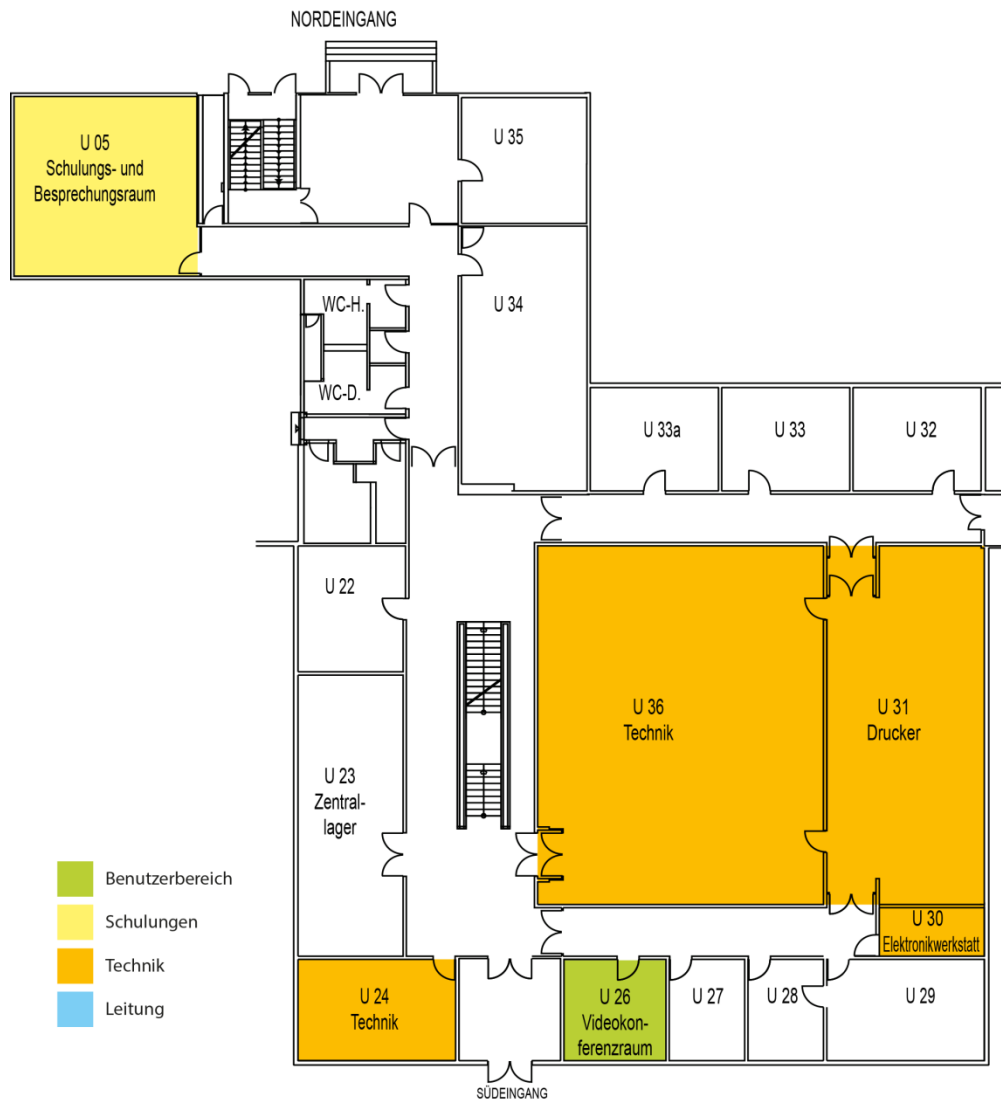 NORDEINGANG
U 05
Schulungs- und
Besprechungsraum
U 35
WC-H.
U 34
WC-D.
U 33a
U 33
U 32
U 22
U 36
Technik
U 31
Drucker
U 23
Zentral-
lager
Benutzerbereich
Schulungen
Technik
Leitung
U 30
Elektronikwerkstatt
U 24
Technik
U 26
Videokon-
ferenzraum
U 27
U 28
U 29
SÜDEINGANG